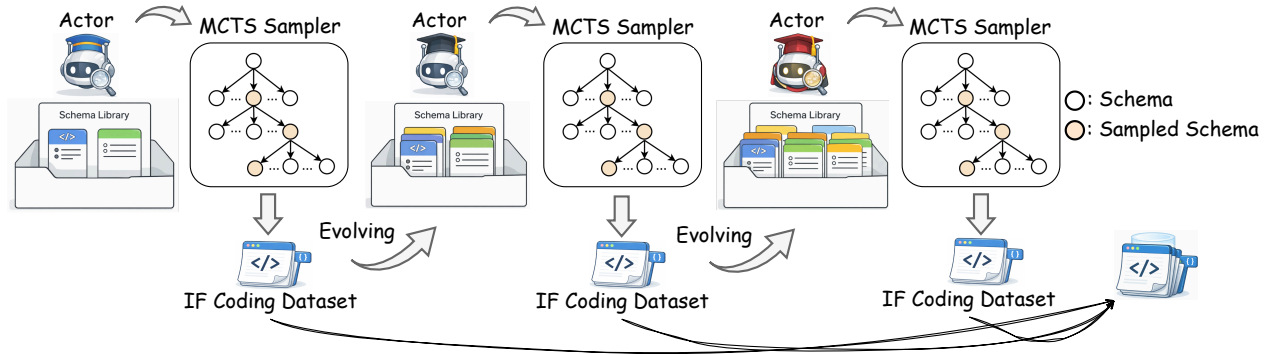 Actor
MCTS Sampler
Actor
MCTS Sampler
Actor
MCTS Sampler
Schema Library
</>
...
...
...
...
...
...
Schema Library
</>
...
...
...
...
...
...
Schema Library
</>
...
...
...
...
...
...
: Schema
: Sampled Schema
Evolving
Evolving
</>
{}
</>
{}
</>
{}
</>
{}
IF Coding Dataset
IF Coding Dataset
IF Coding Dataset